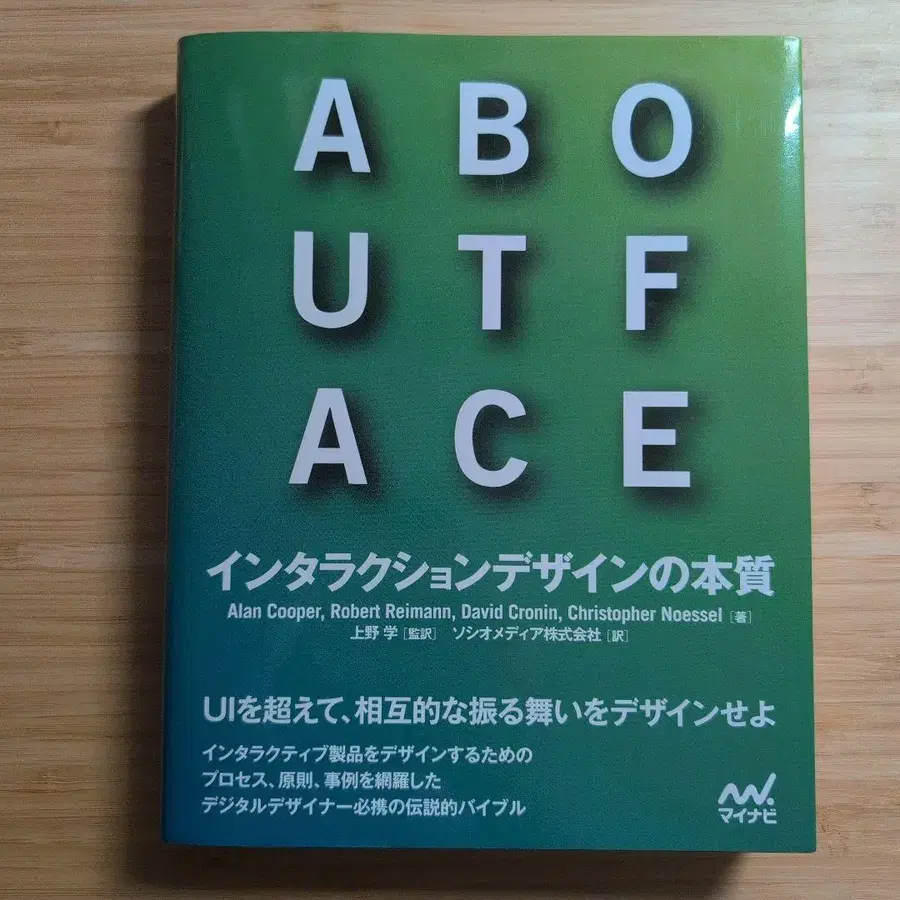 A B O
U T F
A C E
インタラクションデザインの本質
Alan Cooper, Robert Reimann, David Cronin, Christopher Noessel [著]
上野 学 [監訳] ソシオメディア株式会社 [訳]
UIを超えて、相互的な振る舞いをデザインせよ
インタラクティブ製品をデザインするための
プロセス、原則、事例を網羅した
デジタルデザイナー必携の伝説的バイブル
マイナビ